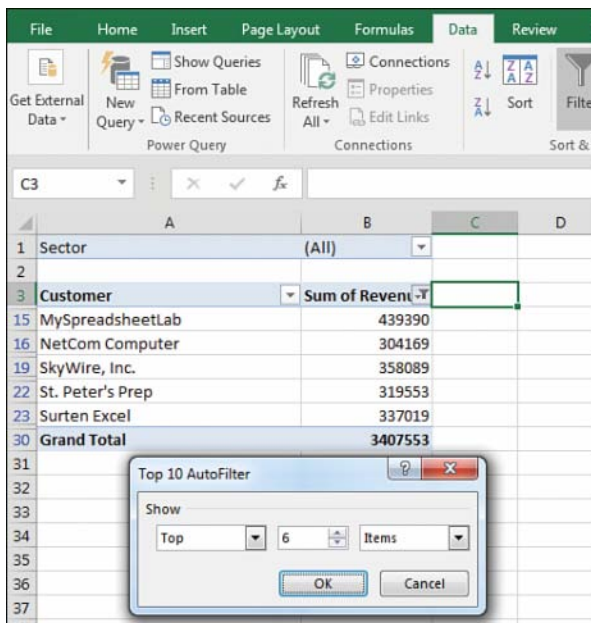 File Home Insert Page Layout Formulas Data Review
Get External Data
New Query
Show Queries
From Table
Recent Sources
Power Query
Refresh All
Connections
Properties
Edit Links
Connections
A Z
Z A
Z A A Z
Sort
Sort &
C3 fx
A B C D
1 Sector (All)
2
3 Customer Sum of Revenu
15 MySpreadsheetLab 439390
16 NetCom Computer 304169
19 SkyWire, Inc. 358089
22 St. Peter's Prep 319553
23 Surten Excel 337019
30 Grand Total 3407553
31
32
33
34
35
36
37
Top 10 AutoFilter ? X
Show
Top 6 Items
OK Cancel